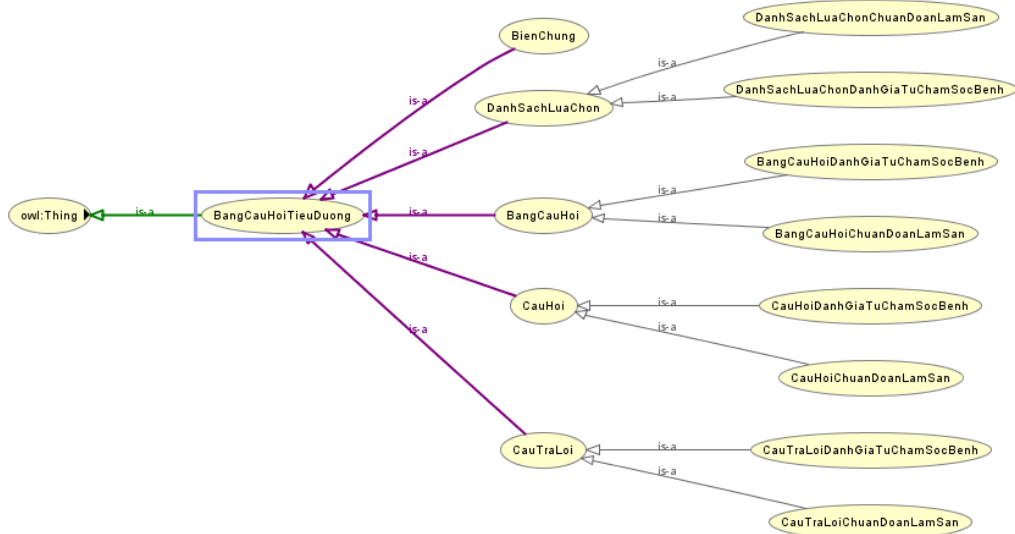 DanhSachLuaChonChuanDoanLamSan
BienChung
is-a
DanhSachLuaChonDanhGiaTuChamSocBenh
is-a
is-a
DanhSachLuaChon
is-a
BangCauHoiDanhGiaTuChamSocBenh
is-a
is-a
owl:Thing
is-a
BangCauHoiTieuDuong
is-a
BangCauHoi
is-a
BangCauHoiChuanDoanLamSan
is-a
CauHoi
is-a
CauHoiDanhGiaTuChamSocBenh
is-a
is-a
CauHoiChuanDoanLamSan
CauTraLoi
is-a
CauTraLoiDanhGiaTuChamSocBenh
is-a
CauTraLoiChuanDoanLamSan